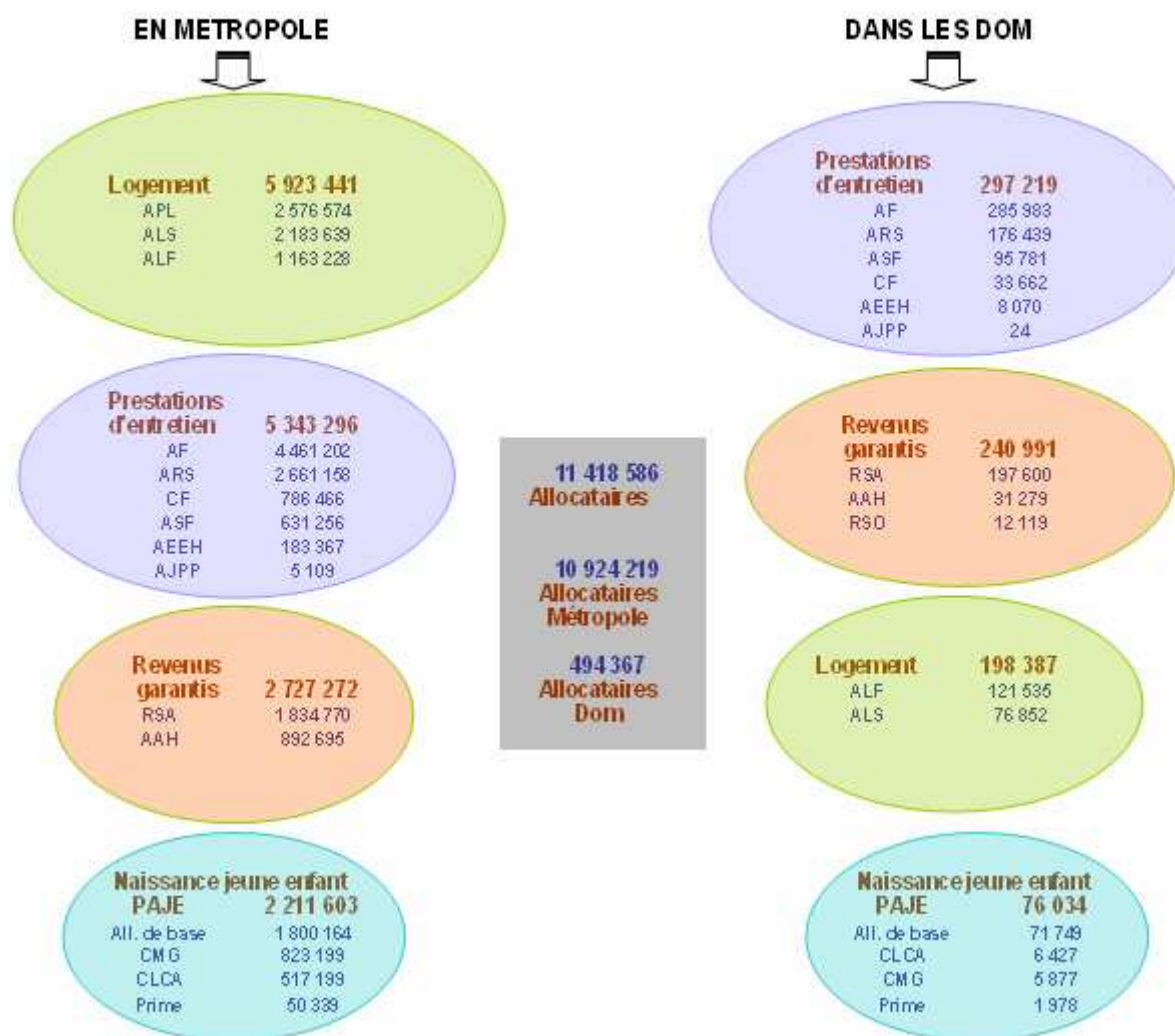 EN METROPOLE
Logement 5 923 441
APL 2 576 574
ALS 2 183 639
ALF 1 163 228
Prestations
d'entretien 5 343 296
AF 4 461 202
ARS 2 661 158
CF 786 466
ASF 631 256
AEEH 183 367
AJPP 5 109
Revenus
garantis 2 727 272
RSA 1 834 770
AAH 892 695
Naissance jeune enfant
PAJE 2 211 603
All. de base 1 800 164
CMG 823 199
CLCA 517 199
Prime 50 339
11 418 586
Allocataires
10 924 219
Allocataires
Métropole
494 367
Allocataires
Dom
DANS LES DOM
Prestations
d'entretien 297 219
AF 285 983
ARS 176 439
ASF 95 781
CF 33 662
AEEH 8 070
AJPP 24
Revenus
garantis 240 991
RSA 197 600
AAH 31 279
RSO 12 119
Logement 198 387
ALF 121 535
ALS 76 852
Naissance jeune enfant
PAJE 76 034
All. de base 71 749
CLCA 6 427
CMG 5 877
Prime 1 978